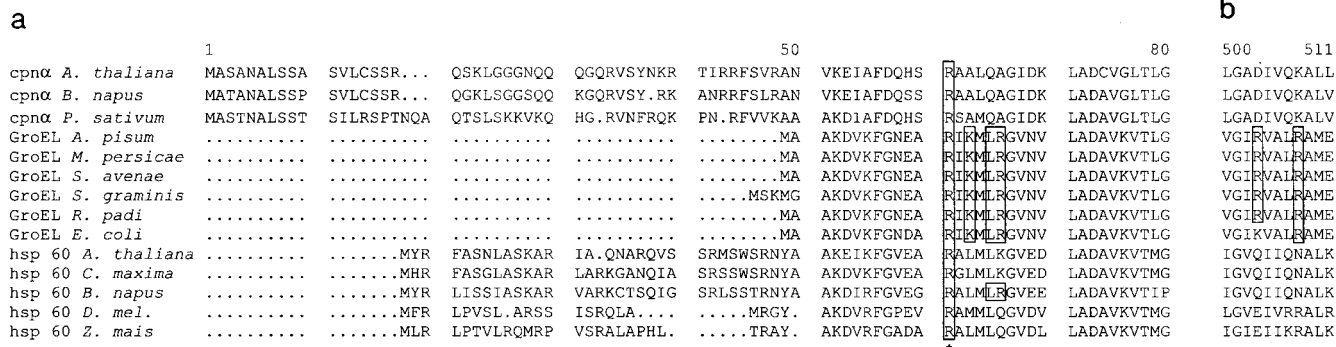 a b
1 50 80 500 511
cpnα A. thaliana MASANALSSA SVLCSSR... QSKLGGGNQQ QGQRVSYNKR TIRRFSVRAN VKEIAFDQHS RAALQAGIDK LADCVGLTLG LGADIVQKALL
cpnα B. napus MATANALSSP SVLCSSR... QGKLSGGSQQ KGQRVSY.RK ANRRFSLRAN VKEIAFDQSS RAALQAGIDK LADAVGLTLG LGADIVQKALV
cpnα P. sativum MASTNALSST SILRSPTNQA QTSLSKKVKQ HG.RVNFRQK PN.RFVVKAA AKDIAFDQHS RSAMQAGIDK LADAVGLTLG LGADIVQKALV
GroEL A. pisum .......... .......... .......... .......... ........MA AKDVKFGNEA RIKMLRGVNV LADAVKVTLG VGIRVALRAME
GroEL M. persicae .......... .......... .......... .......... ........MA AKDVKFGNEA RIKMLRGVNV LADAVKVTLG VGIRVALRAME
GroEL S. avenae .......... .......... .......... .......... ........MA AKDVKFGNEA RIKMLRGVNV LADAVKVTLG VGIRVALRAME
GroEL S. graminis .......... .......... .......... .......... .....MSKMG AKDVKFGNEA RIKMLRGVNV LADAVKVTLG VGIRVALRAME
GroEL R. padi .......... .......... .......... .......... ........MA AKDVKFGNEA RIKMLRGVNV LADAVKVTLG VGIRVALRAME
GroEL E. coli .......... .......... .......... .......... ........MA AKDVKFGNDA RIKMLRGVNV LADAVKVTLG VGIKVALRAME
hsp 60 A. thaliana .......... .......MYR FASNLASKAR IA.QNARQVS SRMSWSRNYA AKEIKFGVEA RALMLKGVED LADAVKVTMG IGVQIIQNALK
hsp 60 C. maxima .......... .......MHR FASGLASKAR LARKGANQIA SRSSWSRNYA AKDVKFGVEA RGLMLKGVED LADAVKVTMG IGVQIIQNALK
hsp 60 B. napus .......... .......MYR LISSIASKAR VARKCTSQIG SRLSSTRNYA AKDIRFGVEG RALMLRGVEE LADAVKVTIP IGVQIIQNALK
hsp 60 D. mel. .......... .......MFR LPVSL.ARSS ISRQLA.... ......MRGY. AKDVRFGPEV RAMMLQGVDV LADAVKVTMG LGVEIVRRALR
hsp 60 Z. mais .......... .......MLR LPTVLRQMRP VSRALAPHL. .....TRAY. AKDVRFGADA RALMLQGVDL LADAVKVTMG IGIEIIKRALK
*